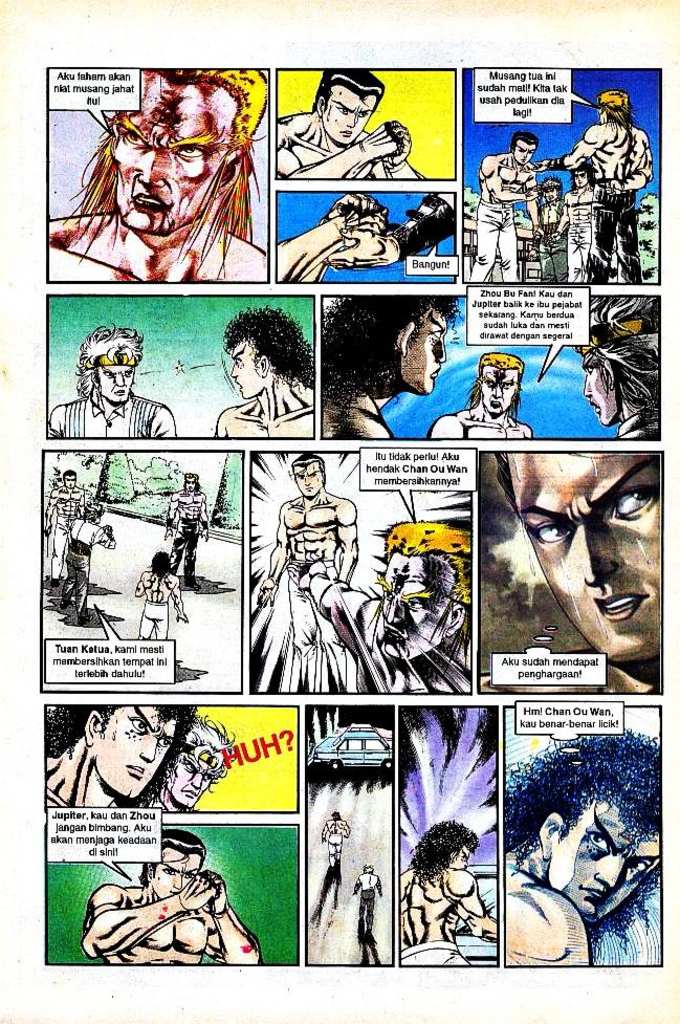 Aku faham akan
niat musang jahat
itu!
Bangun!
Musang tua ini
sudah mati! Kita tak
usah pedulikan dia
lagi!
Zhou Bu Fan! Kau dan
Jupiter balik ke ibu pejabat
sekarang. Kamu berdua
sudah luka dan mesti
dirawat dengan segera!
Tuan Ketua, kami mesti
membersihkan tempat ini
terlebih dahulu!
Itu tidak perlu! Aku
hendak Chan Ou Wan
membersihkannya!
Aku sudah mendapat
penghargaan!
HUH?
Jupiter, kau dan Zhou
jangan bimbang. Aku
akan menjaga keadaan
di sini!
Hm! Chan Ou Wan,
kau benar-benar licik!